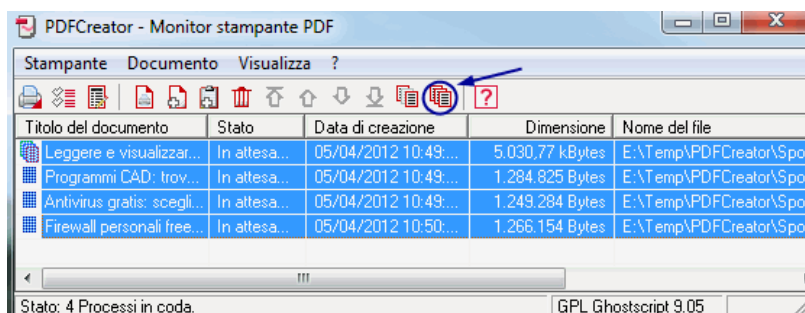 PDFCreator - Monitor stampante PDF
Stampante Documento Visualizza ?
Titolo del documento Stato Data di creazione Dimensione Nome del file
Leggere e visualizzar... In attesa... 05/04/2012 10:49:... 5.030,77 kBytes E:\Temp\PDFCreator\Spo
Programmi CAD: trov... In attesa... 05/04/2012 10:49:... 1.284.825 Bytes E:\Temp\PDFCreator\Spo
Antivirus gratis: scegli... In attesa... 05/04/2012 10:49:... 1.249.284 Bytes E:\Temp\PDFCreator\Spo
Firewall personali free... In attesa... 05/04/2012 10:50:... 1.266.154 Bytes E:\Temp\PDFCreator\Spo
Stato: 4 Processi in coda. GPL Ghostscript 9.05